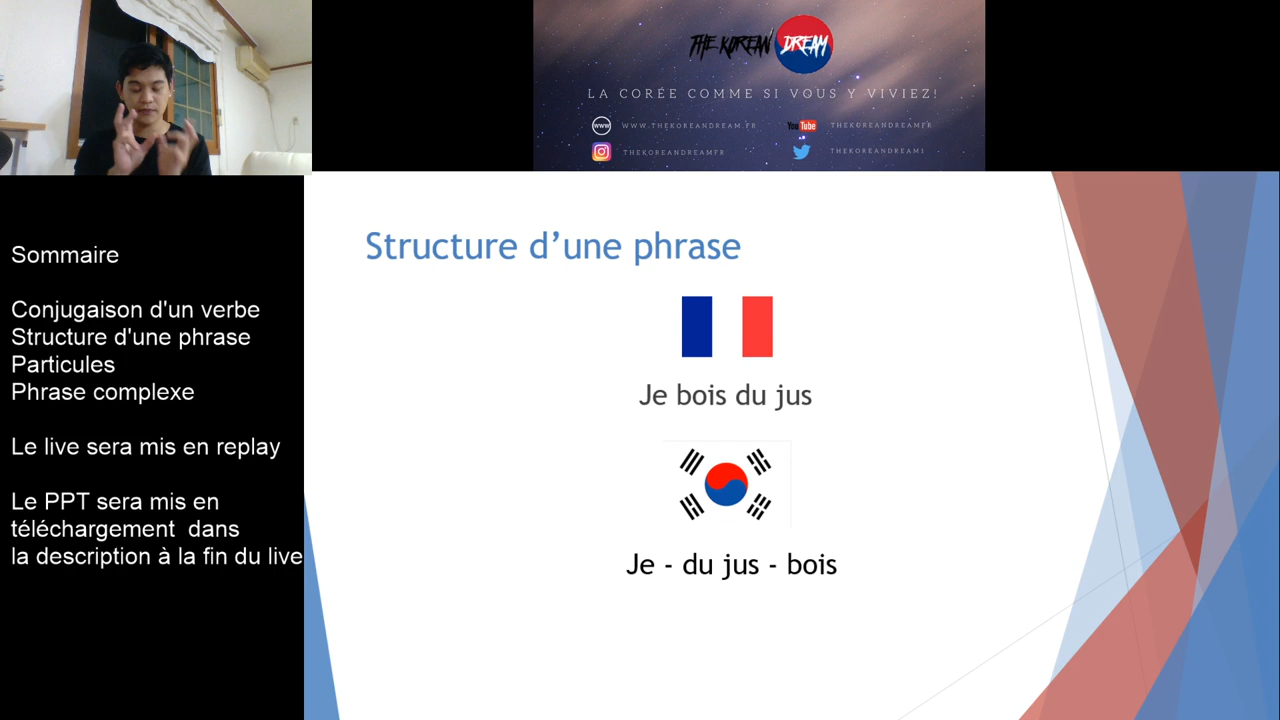 THE KOREAN DREAM
LA CORÉE COMME SI VOUS Y VIVIEZ!
WWW WWW.THEKOREANDREAM.FR
YouTube THEKOREANDREAMFR
THEKOREANDREAMFR
THEKOREANDREAM1
Sommaire
Conjugaison d'un verbe
Structure d'une phrase
Particules
Phrase complexe
Le live sera mis en replay
Le PPT sera mis en
téléchargement dans
la description à la fin du live
Structure d’une phrase
Je bois du jus
Je - du jus - bois